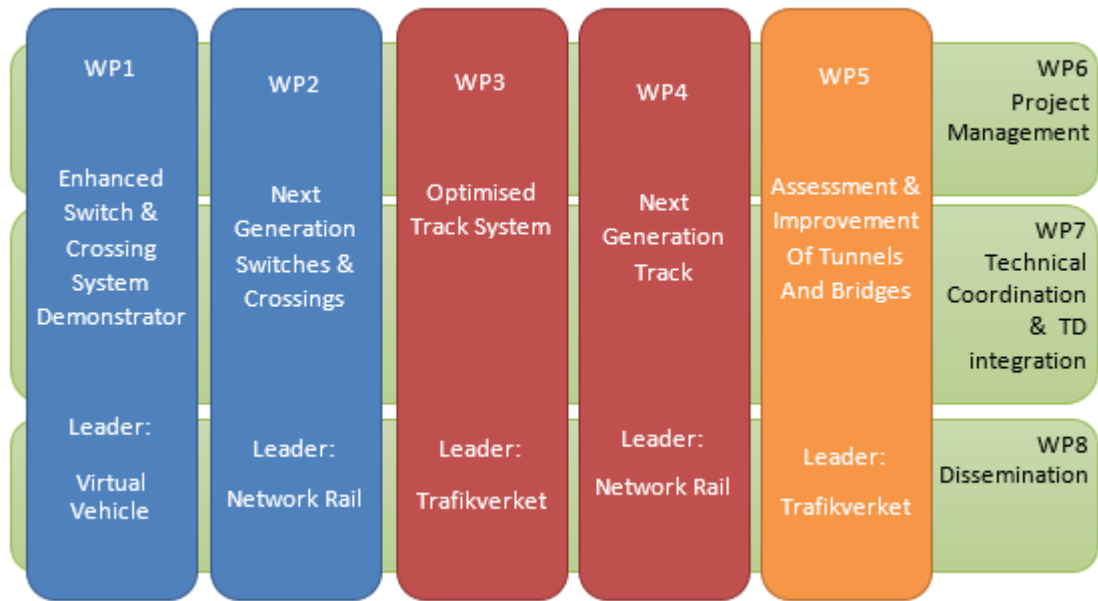 WP1
Enhanced
Switch &
Crossing
System
Demonstrator
Leader:
Virtual
Vehicle
WP2
Next
Generation
Switches &
Crossings
Leader:
Network Rail
WP3
Optimised
Track System
Leader:
Trafikverket
WP4
Next
Generation
Track
Leader:
Network Rail
WP5
Assessment &
Improvement
Of Tunnels
And Bridges
Leader:
Trafikverket
WP6
Project
Management
WP7
Technical
Coordination
& TD
integration
WP8
Dissemination